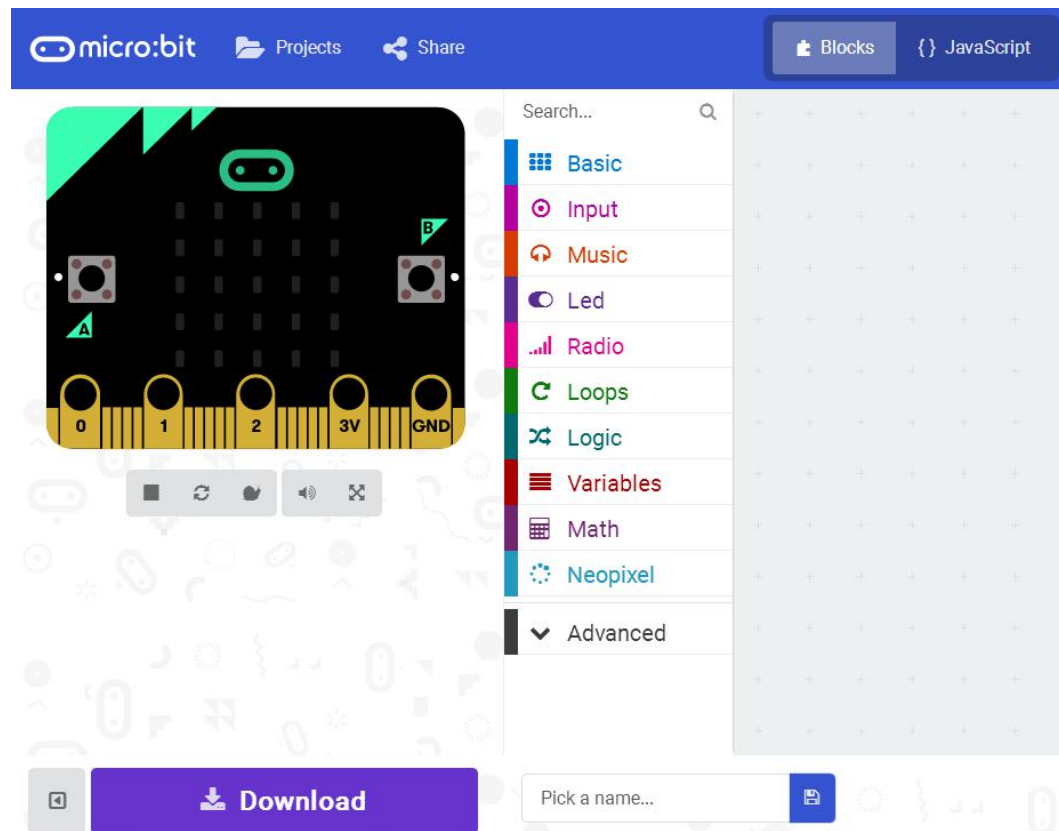 micro:bit Projects Share Blocks {} JavaScript
Search...
Basic
Input
B
Music
Led
A
Radio
Loops
0 1 2 3V GND
Logic
Variables
Math
Neopixel
Advanced
Download
Pick a name...